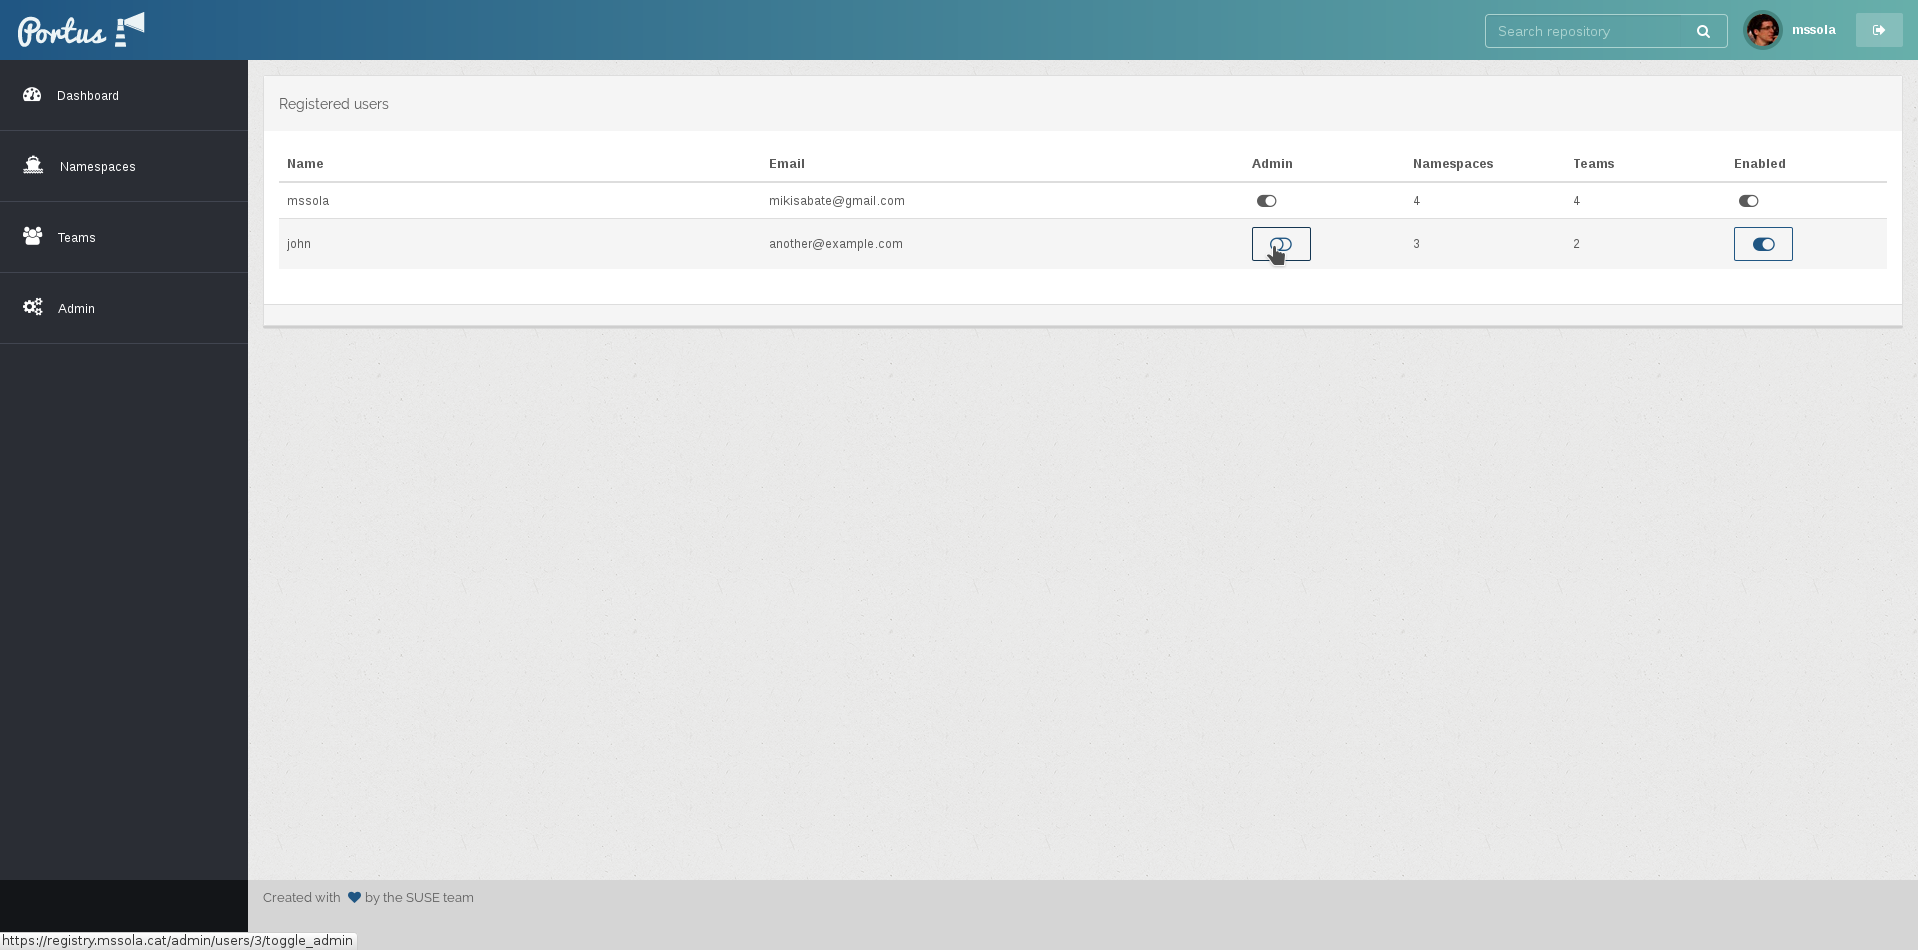 Portus
Search repository
mssola
Dashboard
Namespaces
Teams
Admin
Registered users
Name Email Admin Namespaces Teams Enabled
mssola mikisabate@gmail.com 4 4
john another@example.com 3 2
Created with by the SUSE team
https://registry.mssola.cat/admin/users/3/toggle_admin